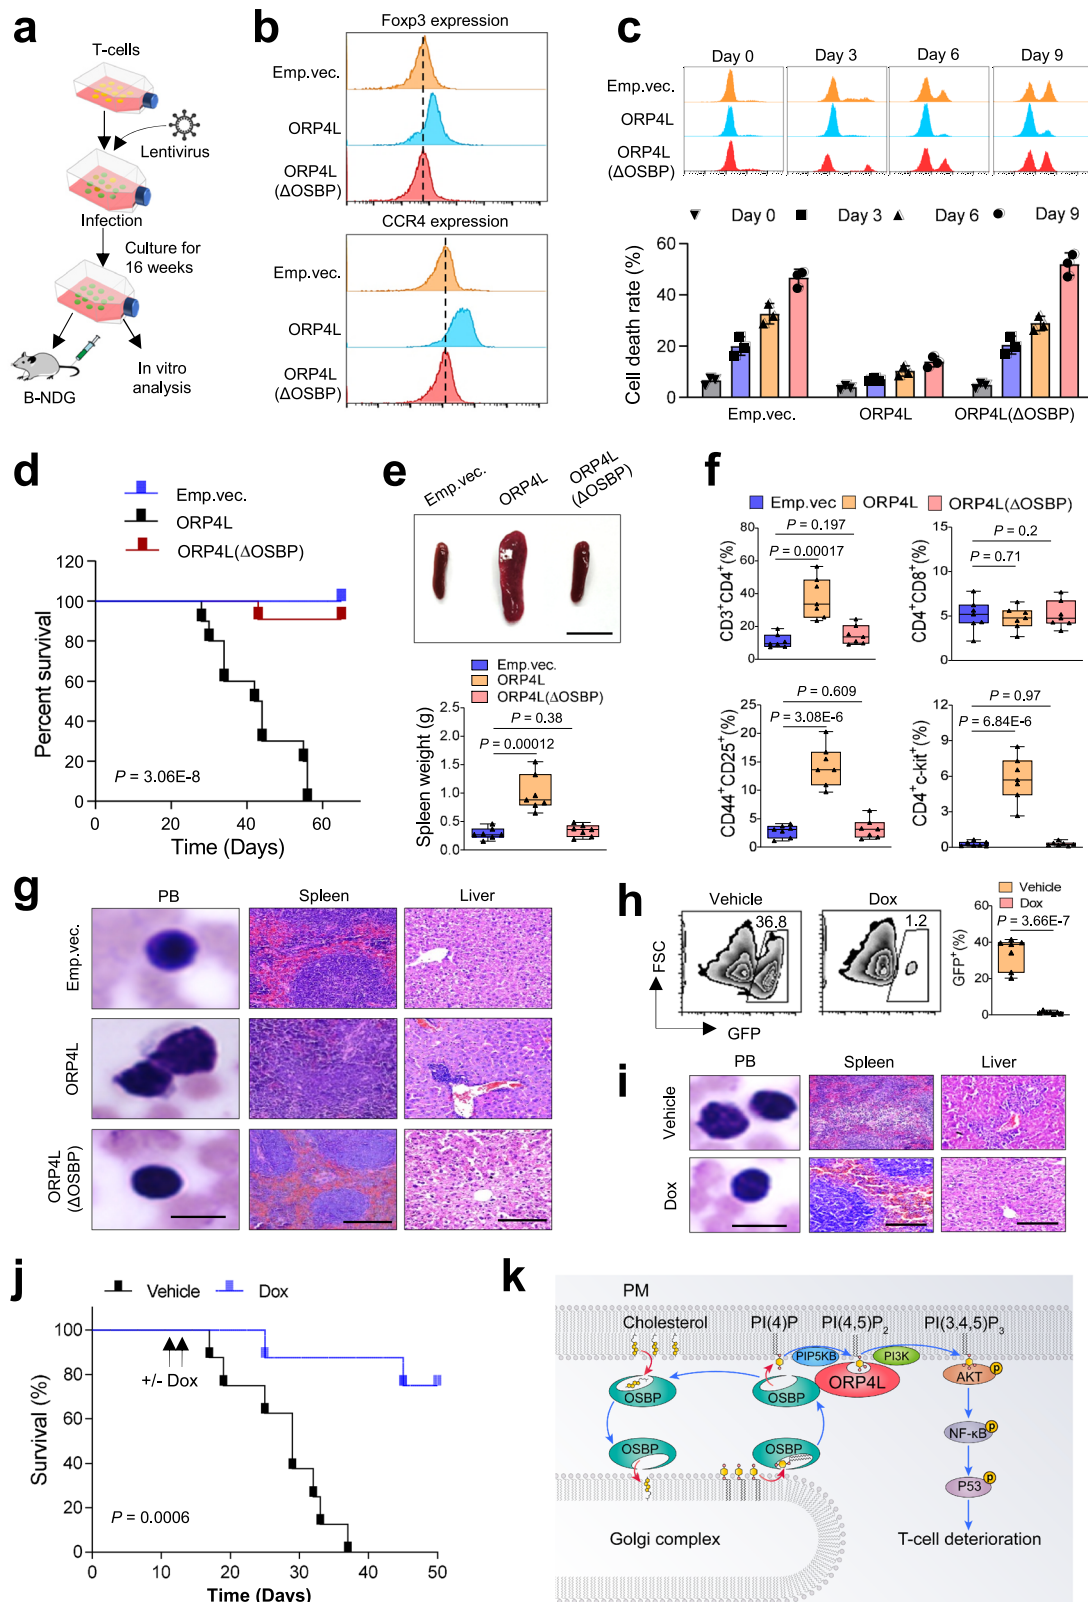 a
T-cells
Lentivirus
Infection
Culture for
16 weeks
B-NDG
In vitro
analysis
b
Foxp3 expression
Emp.vec.
ORP4L
ORP4L
(ΔOSBP)
CCR4 expression
Emp.vec.
ORP4L
ORP4L
(ΔOSBP)
c
Day 0 Day 3 Day 6 Day 9
Emp.vec.
ORP4L
ORP4L
(ΔOSBP)
Day 0 Day 3 Day 6 Day 9
Cell death rate (%)
60
40
20
0
Emp.vec. ORP4L ORP4L(ΔOSBP)
d
Emp.vec.
ORP4L
ORP4L(ΔOSBP)
Percent survival
120
100
80
60
40
20
0
P = 3.06E-8
0 20 40 60
Time (Days)
e
Emp.vec. ORP4L ORP4L
(ΔOSBP)
Emp.vec.
ORP4L
ORP4L(ΔOSBP)
Spleen weight (g)
2.5
2.0
1.5
1.0
0.5
0.0
P = 0.38
P = 0.00012
f
Emp.vec ORP4L ORP4L(ΔOSBP)
CD3⁺CD4⁺(%)
80
60
40
20
0
P = 0.197
P = 0.00017
CD4⁺CD8⁺(%)
15
10
5
0
P = 0.2
P = 0.71
CD44⁺CD25⁺
(%)
25
20
15
10
5
0
P = 0.609
P = 3.08E-6
CD4⁺c-kit⁺(%)
12
9
6
3
0
P = 0.97
P = 6.84E-6
g
PB Spleen Liver
Emp.vec.
ORP4L
ORP4L
(ΔOSBP)
h
Vehicle Dox
36.8 1.2
FSC
GFP
Vehicle
Dox
GFP⁺(%)
60
40
20
0
P = 3.66E-7
i
PB Spleen Liver
Vehicle
Dox
j
Vehicle Dox
Survival (%)
100
80
60
40
20
0
+/- Dox
P = 0.0006
0 10 20 30 40 50
Time (Days)
k
PM
Cholesterol PI(4)P PI(4,5)P₂ PI(3,4,5)P₃
PIP5KB PI3K
OSBP OSBP ORP4L AKT p
NF-κB p
OSBP OSBP
P53 p
Golgi complex T-cell deterioration